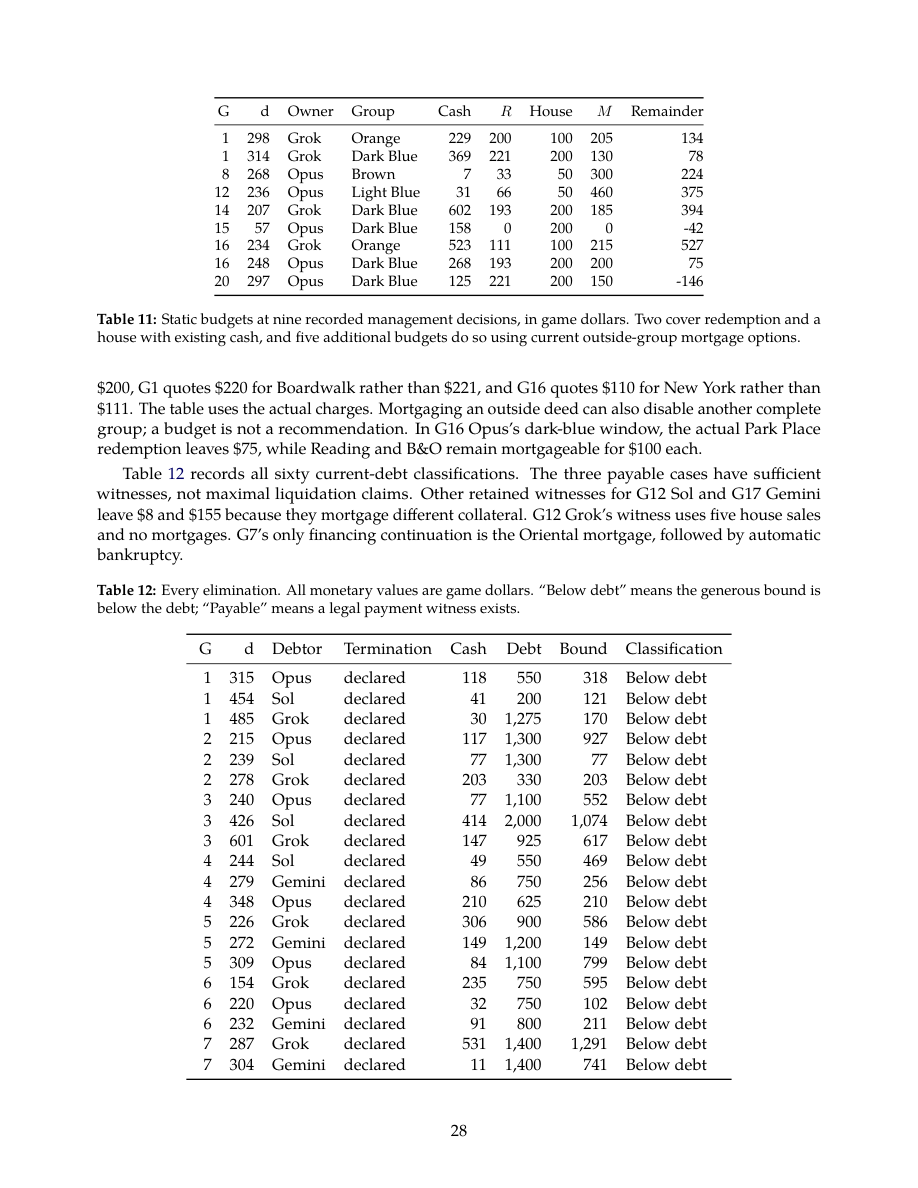 G d Owner Group Cash R House M Remainder
1 298 Grok Orange 229 200 100 205 134
1 314 Grok Dark Blue 369 221 200 130 78
8 268 Opus Brown 7 33 50 300 224
12 236 Opus Light Blue 31 66 50 460 375
14 207 Grok Dark Blue 602 193 200 185 394
15 57 Opus Dark Blue 158 0 200 0 -42
16 234 Grok Orange 523 111 100 215 527
16 248 Opus Dark Blue 268 193 200 200 75
20 297 Opus Dark Blue 125 221 200 150 -146
Table 11: Static budgets at nine recorded management decisions, in game dollars. Two cover redemption and a
house with existing cash, and five additional budgets do so using current outside-group mortgage options.
$200, G1 quotes $220 for Boardwalk rather than $221, and G16 quotes $110 for New York rather than
$111. The table uses the actual charges. Mortgaging an outside deed can also disable another complete
group; a budget is not a recommendation. In G16 Opus’s dark-blue window, the actual Park Place
redemption leaves $75, while Reading and B&O remain mortgageable for $100 each.
Table 12 records all sixty current-debt classifications. The three payable cases have sufficient
witnesses, not maximal liquidation claims. Other retained witnesses for G12 Sol and G17 Gemini
leave $8 and $155 because they mortgage different collateral. G12 Grok’s witness uses five house sales
and no mortgages. G7’s only financing continuation is the Oriental mortgage, followed by automatic
bankruptcy.
Table 12: Every elimination. All monetary values are game dollars. “Below debt” means the generous bound is
below the debt; “Payable” means a legal payment witness exists.
G d Debtor Termination Cash Debt Bound Classification
1 315 Opus declared 118 550 318 Below debt
1 454 Sol declared 41 200 121 Below debt
1 485 Grok declared 30 1,275 170 Below debt
2 215 Opus declared 117 1,300 927 Below debt
2 239 Sol declared 77 1,300 77 Below debt
2 278 Grok declared 203 330 203 Below debt
3 240 Opus declared 77 1,100 552 Below debt
3 426 Sol declared 414 2,000 1,074 Below debt
3 601 Grok declared 147 925 617 Below debt
4 244 Sol declared 49 550 469 Below debt
4 279 Gemini declared 86 750 256 Below debt
4 348 Opus declared 210 625 210 Below debt
5 226 Grok declared 306 900 586 Below debt
5 272 Gemini declared 149 1,200 149 Below debt
5 309 Opus declared 84 1,100 799 Below debt
6 154 Grok declared 235 750 595 Below debt
6 220 Opus declared 32 750 102 Below debt
6 232 Gemini declared 91 800 211 Below debt
7 287 Grok declared 531 1,400 1,291 Below debt
7 304 Gemini declared 11 1,400 741 Below debt
28